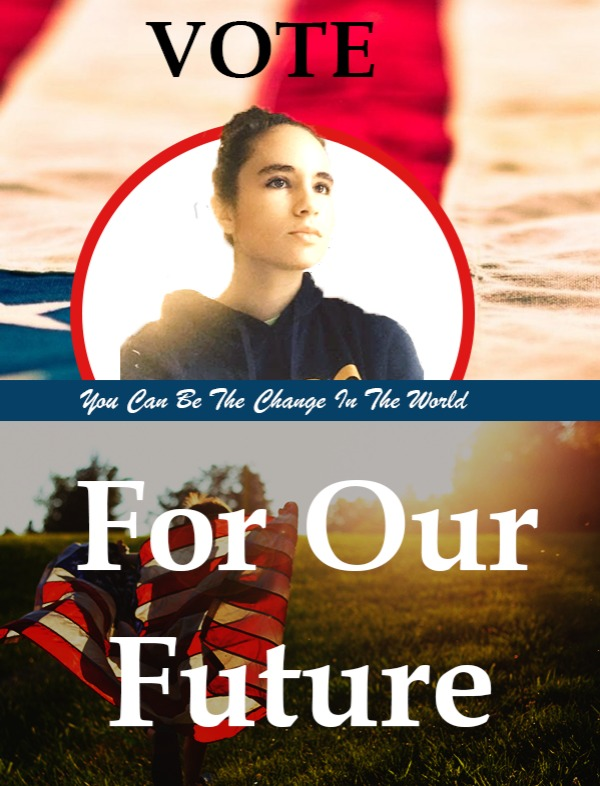 VOTE
You Can Be The Change In The World
For Our
Future